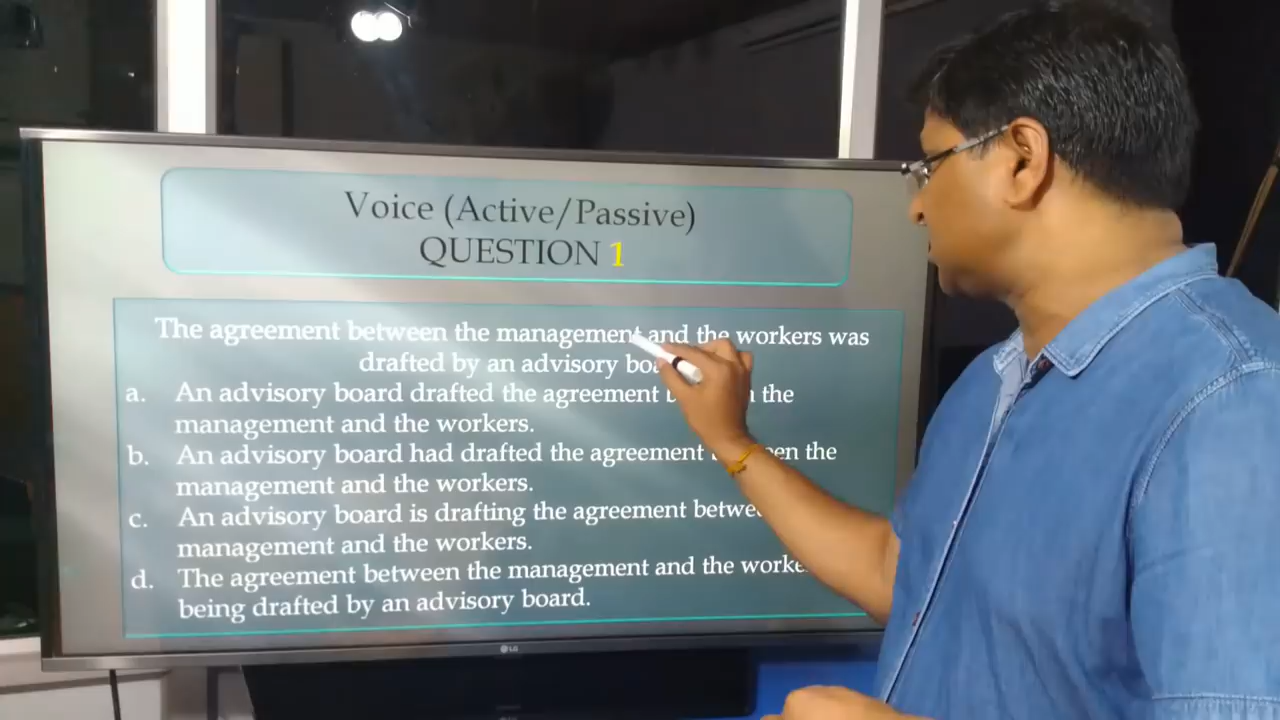 Voice (Active/Passive)
QUESTION 1
The agreement between the management and the workers was
drafted by an advisory
a. An advisory board drafted the agreement the
management and the workers.
b. An advisory board had drafted the agreement the
management and the workers.
c. An advisory board is drafting the agreement
management and the workers.
d. The agreement between the management and the
being drafted by an advisory board.
LG